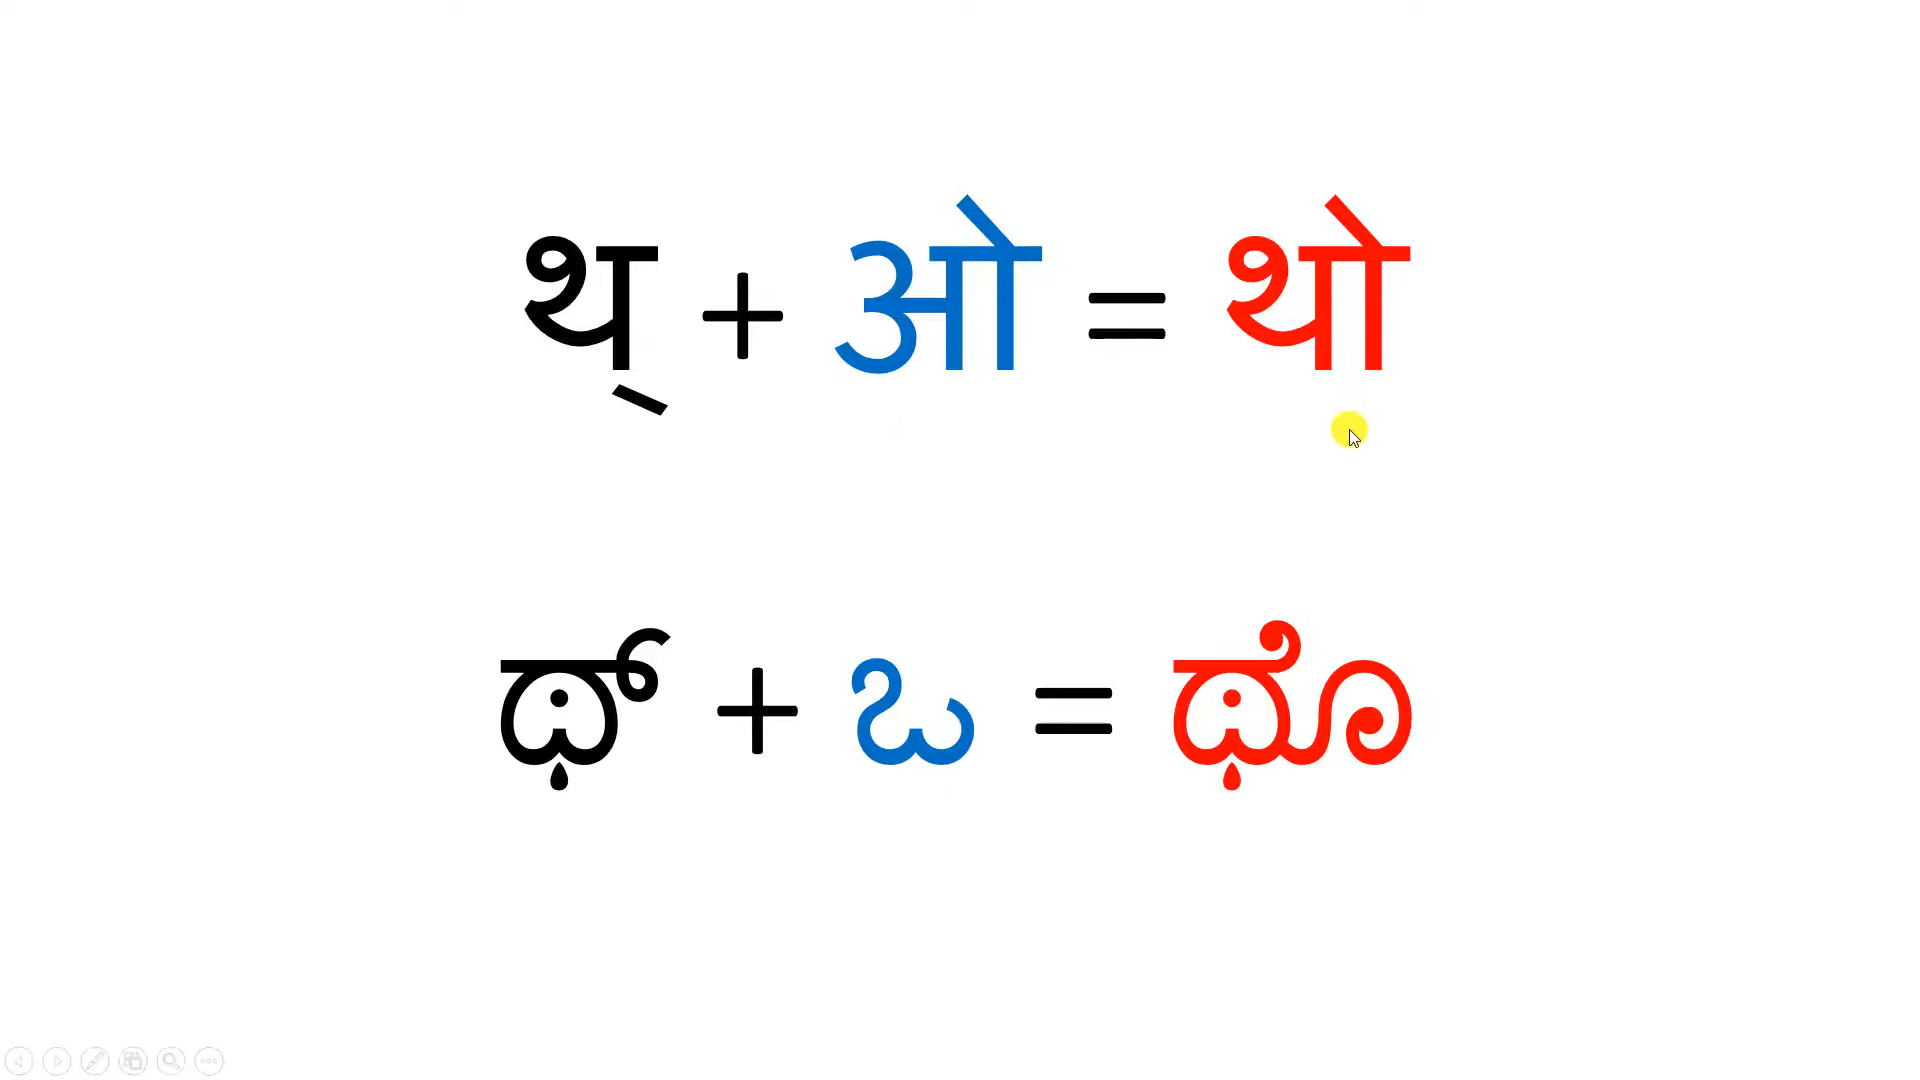 थ् + ओ = थो
ಥ್ + ಒ = ಥೊ